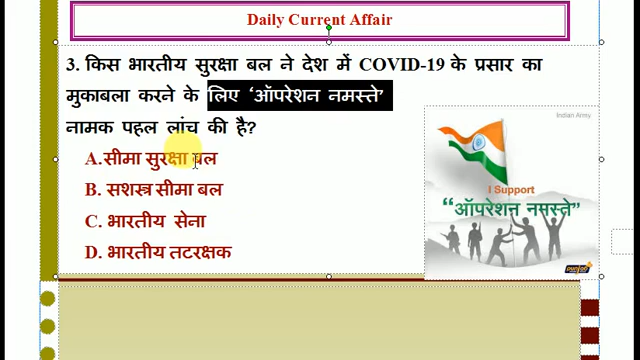 Daily Current Affair
3. किस भारतीय सुरक्षा बल ने देश में COVID-19 के प्रसार का
मुकाबला करने के लिए ‘ऑपरेशन नमस्ते’
नामक पहल लांच की है?
A.सीमा सुरक्षा बल
B. सशस्त्र सीमा बल
C. भारतीय सेना
D. भारतीय तटरक्षक
Indian Army
I Support
“ऑपरेशन नमस्ते”